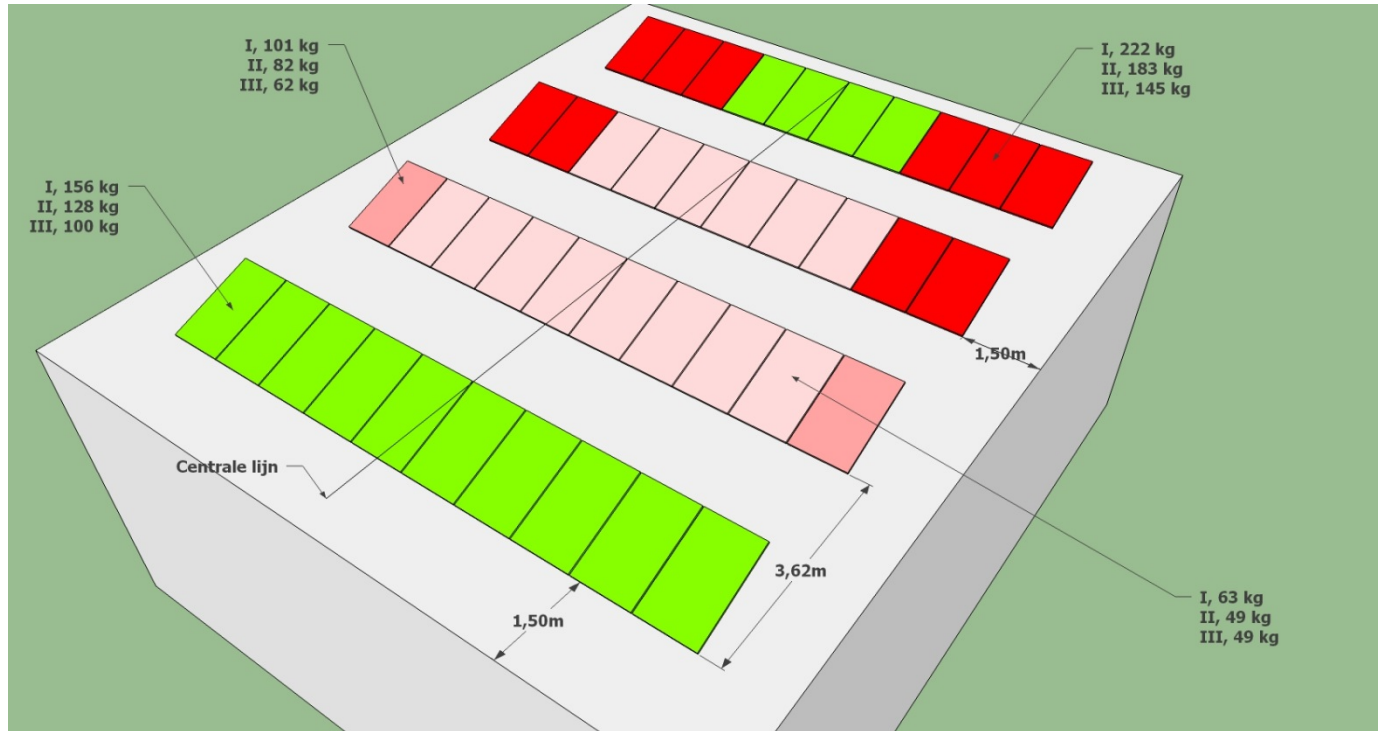 I, 101 kg
II, 82 kg
III, 62 kg
I, 222 kg
II, 183 kg
III, 145 kg
I, 156 kg
II, 128 kg
III, 100 kg
1,50m
Centrale lijn
3,62m
1,50m
I, 63 kg
II, 49 kg
III, 49 kg